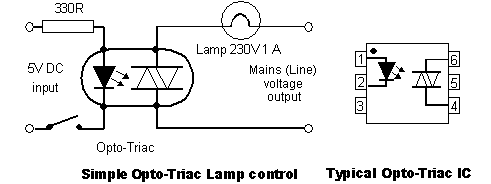 330R
Lamp 230V 1 A
5V DC
input
Mains (Line)
voltage
output
Opto-Triac
1
2
3
6
5
4
Simple Opto-Triac Lamp control
Typical Opto-Triac IC